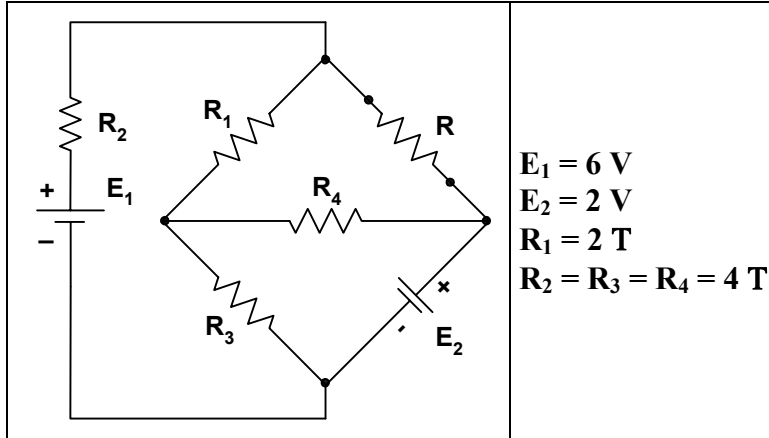 R₁
R
R₂
+ E₁
R₄
−
R₃
+
-
E₂
E₁ = 6 V
E₂ = 2 V
R₁ = 2 T
R₂ = R₃ = R₄ = 4 T